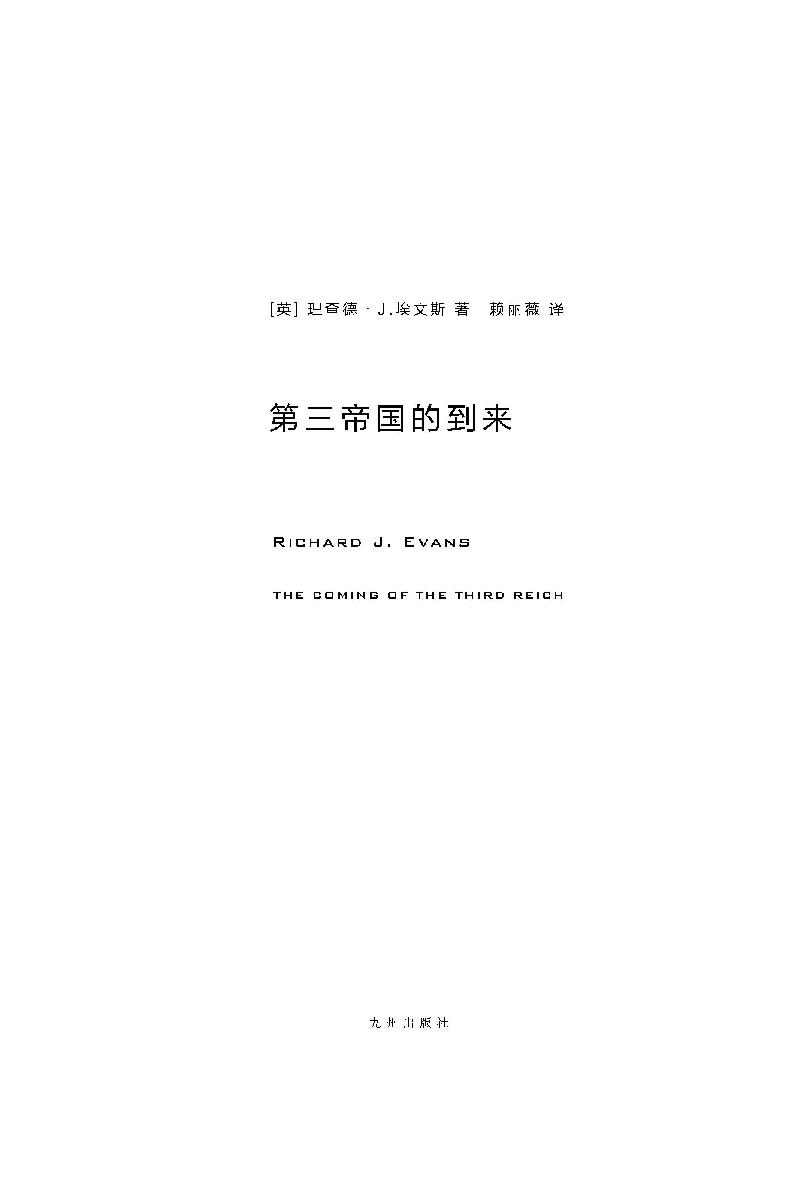 [英] 理查德·J.埃文斯 著 赖丽薇 译
第三帝国的到来
RICHARD J. EVANS
THE COMING OF THE THIRD REICH
九州出版社